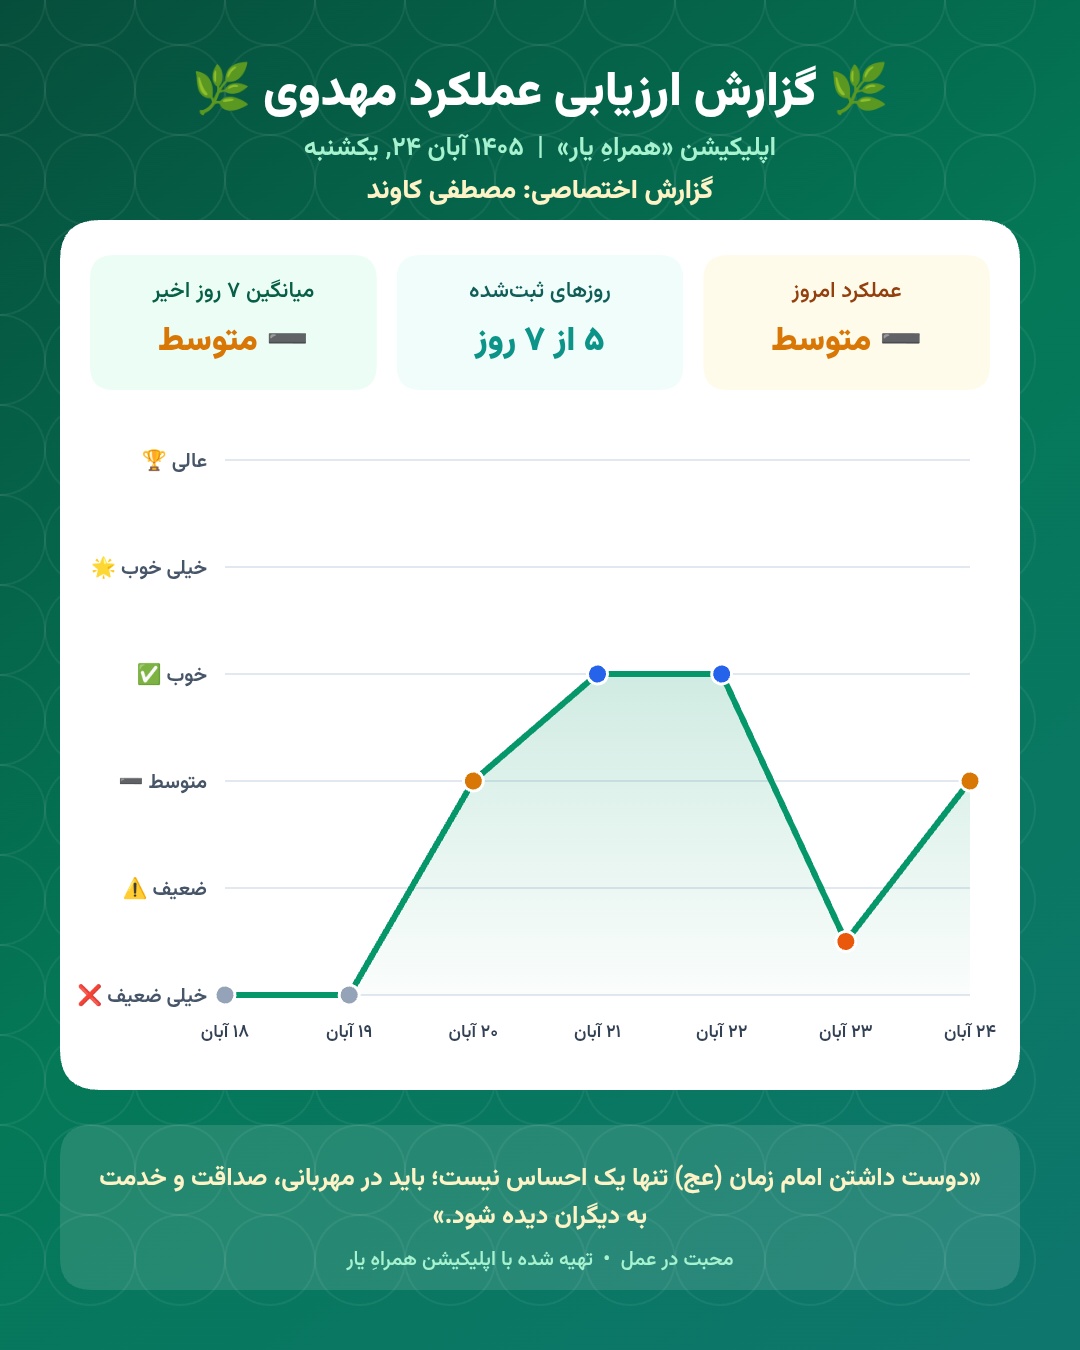 🌿 گزارش ارزیابی عملکرد مهدوی 🌿
اپلیکیشن «همراهِ یار» | ۱۴۰۵ آبان ۲۴, یکشنبه
گزارش اختصاصی: مصطفی کاوند
عملکرد امروز
➖ متوسط
روزهای ثبت‌شده
۵ از ۷ روز
میانگین ۷ روز اخیر
➖ متوسط
عالی 🏆
خیلی خوب 🌟
خوب ✅
متوسط ➖
ضعیف ⚠️
خیلی ضعیف ❌
۱۸ آبان
۱۹ آبان
۲۰ آبان
۲۱ آبان
۲۲ آبان
۲۳ آبان
۲۴ آبان
«دوست داشتن امام زمان (عج) تنها یک احساس نیست؛ باید در مهربانی، صداقت و خدمت
به دیگران دیده شود.»
محبت در عمل • تهیه شده با اپلیکیشن همراهِ یار